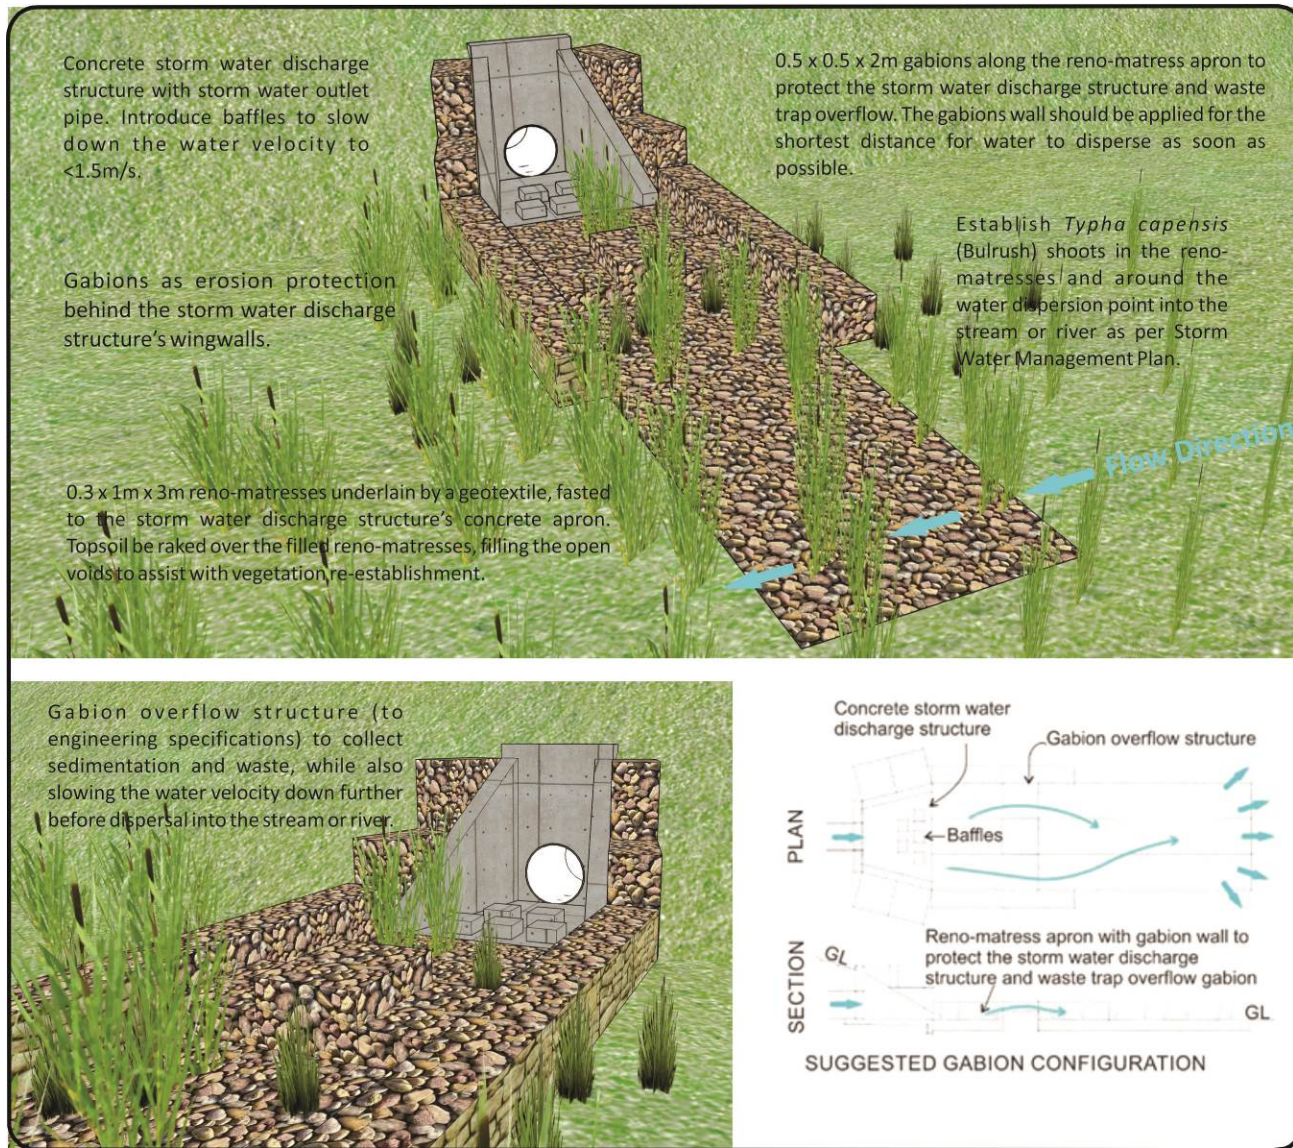 Concrete storm water discharge
structure with storm water outlet
pipe. Introduce baffles to slow
down the water velocity to
<1.5m/s.
0.5 x 0.5 x 2m gabions along the reno-matress apron to
protect the storm water discharge structure and waste
trap overflow. The gabions wall should be applied for the
shortest distance for water to disperse as soon as
possible.
Establish Typha capensis
(Bulrush) shoots in the reno-
matresses and around the
water dispersion point into the
stream or river as per Storm
Water Management Plan.
Gabions as erosion protection
behind the storm water discharge
structure's wingwalls.
Flow Direction
0.3 x 1m x 3m reno-matresses underlain by a geotextile, fasted
to the storm water discharge structure's concrete apron.
Topsoil be raked over the filled reno-matresses, filling the open
voids to assist with vegetation re-establishment.
Gabion overflow structure (to
engineering specifications) to collect
sedimentation and waste, while also
slowing the water velocity down further
before dispersal into the stream or river.
Concrete storm water
discharge structure
Gabion overflow structure
PLAN
Baffles
Reno-matress apron with gabion wall to
protect the storm water discharge
structure and waste trap overflow gabion
GL
SECTION
GL
SUGGESTED GABION CONFIGURATION